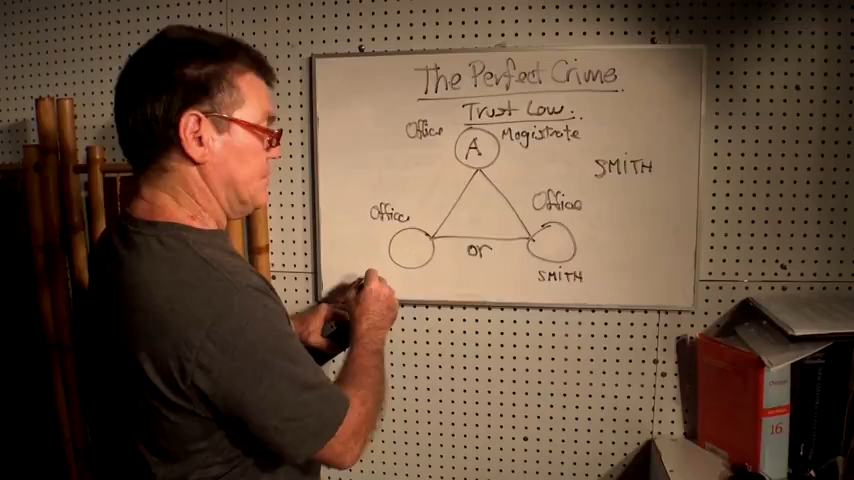 The Perfect Crime.
Trust Law.
Office A Magistrate
SMITH
Office Office
or
SMITH
16